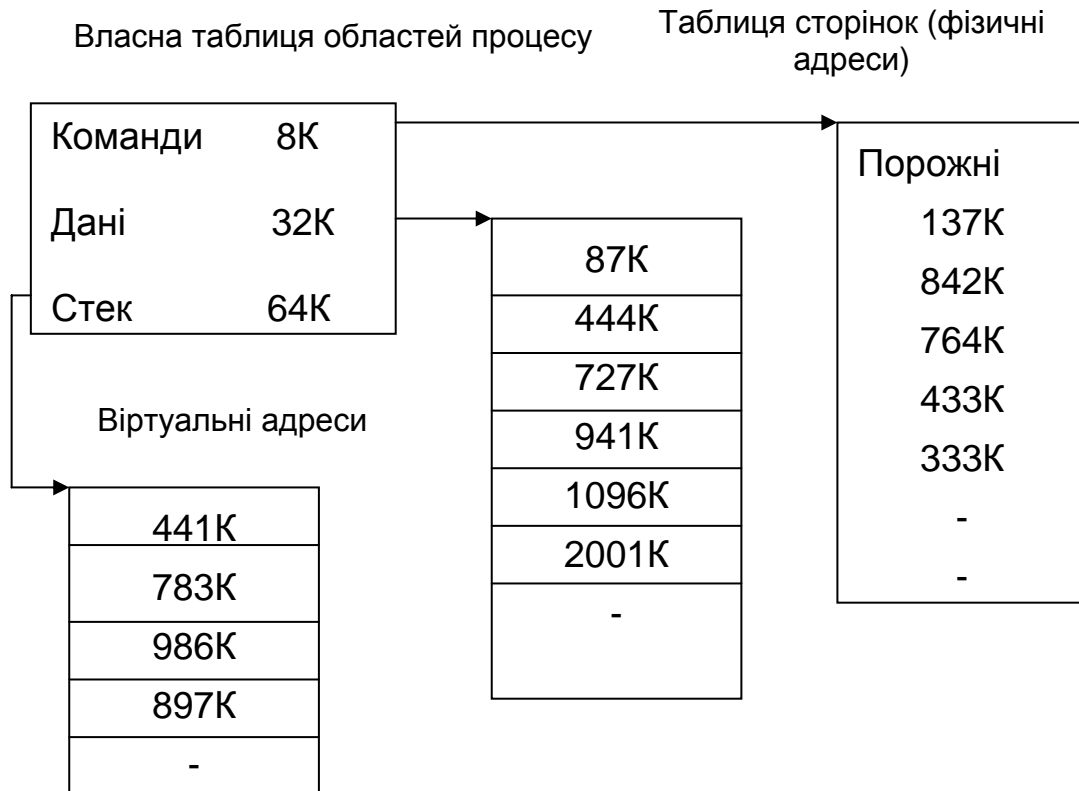 Власна таблиця областей процесу
Таблиця сторінок (фізичні
адреси)
Команди 8К
Дані 32К
Стек 64К
Віртуальні адреси
441К
783К
986К
897К
-
87К
444К
727К
941К
1096К
2001К
-
Порожні
137К
842К
764К
433К
333К
-
-